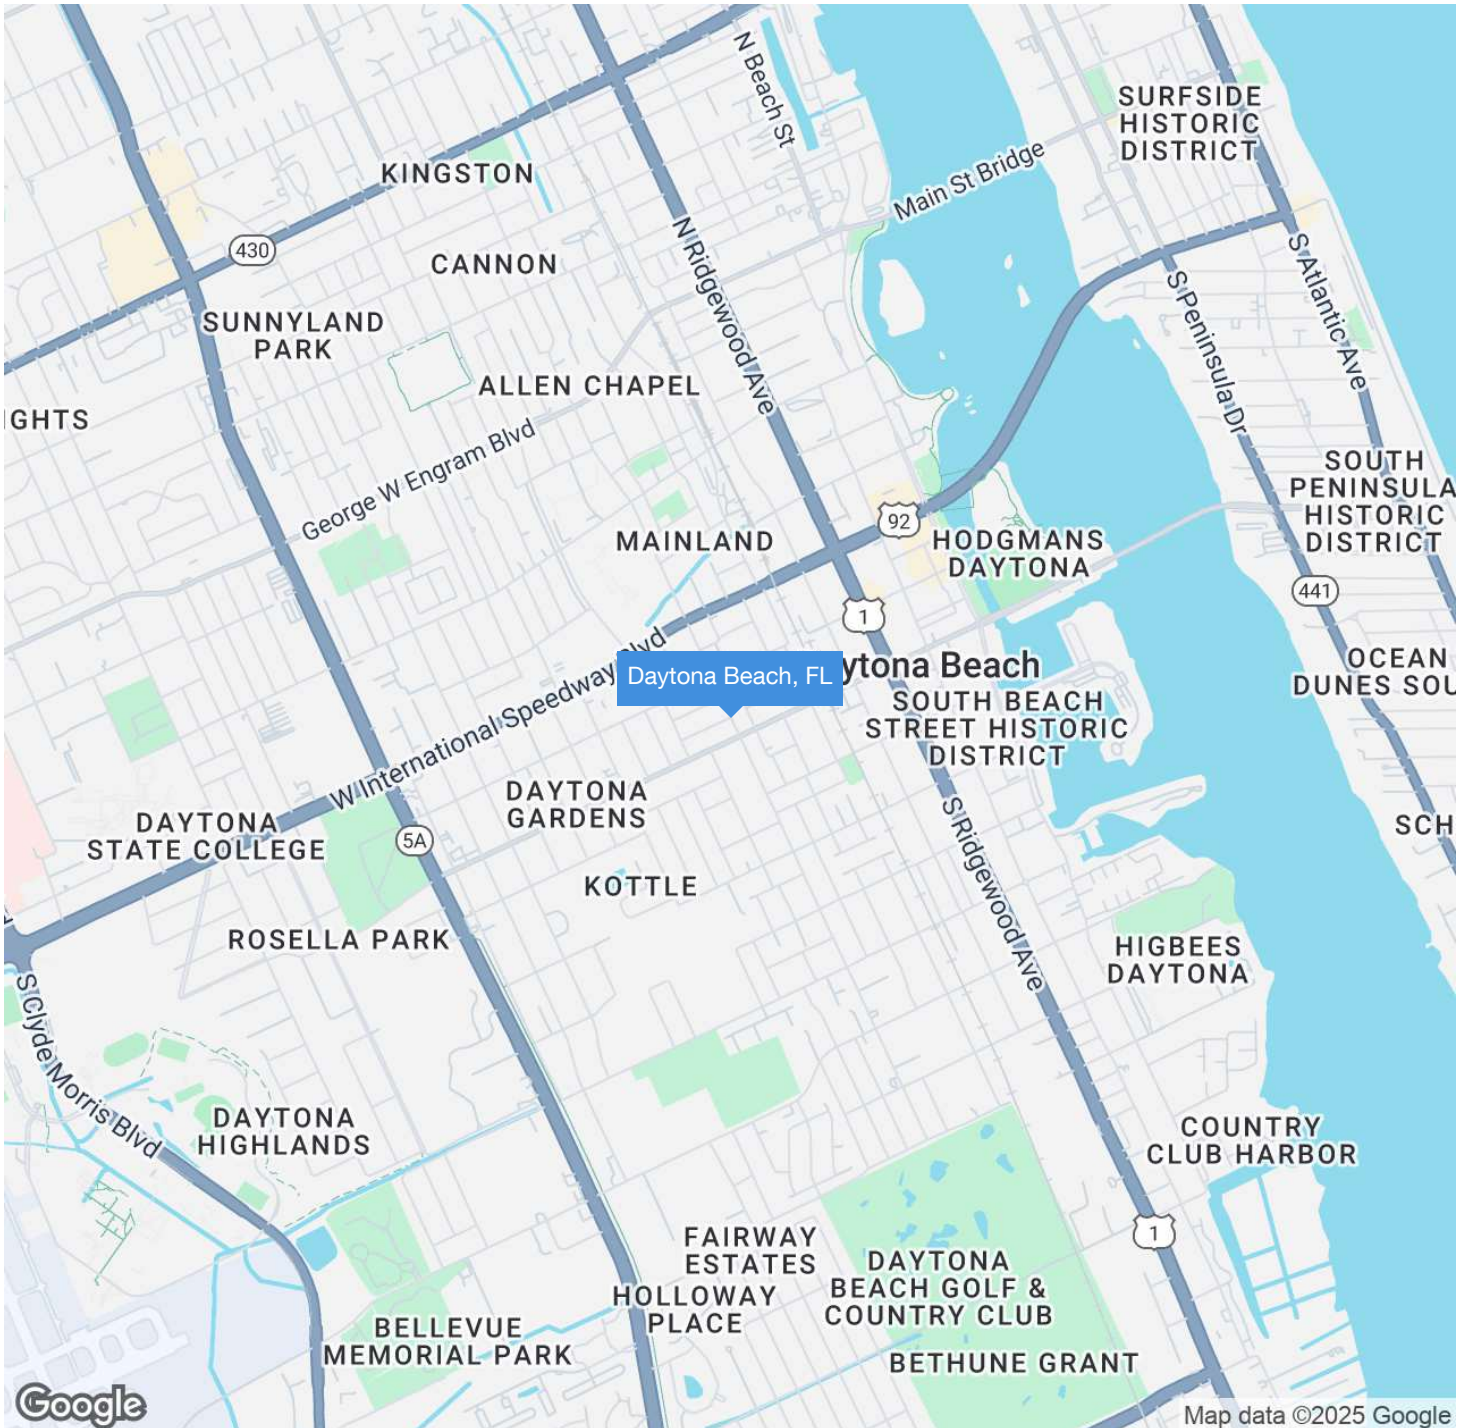 N Beach St
SURFSIDE
HISTORIC
DISTRICT
Main St Bridge
KINGSTON
430
CANNON
N Ridgewood Ave
S Atlantic Ave
S Peninsula Dr
SUNNYLAND
PARK
ALLEN CHAPEL
IGHTS
George W Engram Blvd
SOUTH
PENINSULA
HISTORIC
DISTRICT
92
MAINLAND
HODGMANS
DAYTONA
441
1
W International Speedway Blvd
Daytona Beach, FL
ytona Beach
OCEAN
DUNES SOU
SOUTH BEACH
STREET HISTORIC
DISTRICT
DAYTONA
GARDENS
DAYTONA
STATE COLLEGE
5A
SCH
S Ridgewood Ave
KOTTLE
ROSELLA PARK
HIGBEES
DAYTONA
S Clyde Morris Blvd
DAYTONA
HIGHLANDS
COUNTRY
CLUB HARBOR
1
FAIRWAY
ESTATES
HOLLOWAY
PLACE
DAYTONA
BEACH GOLF &
COUNTRY CLUB
BELLEVUE
MEMORIAL PARK
BETHUNE GRANT
Google
Map data ©2025 Google